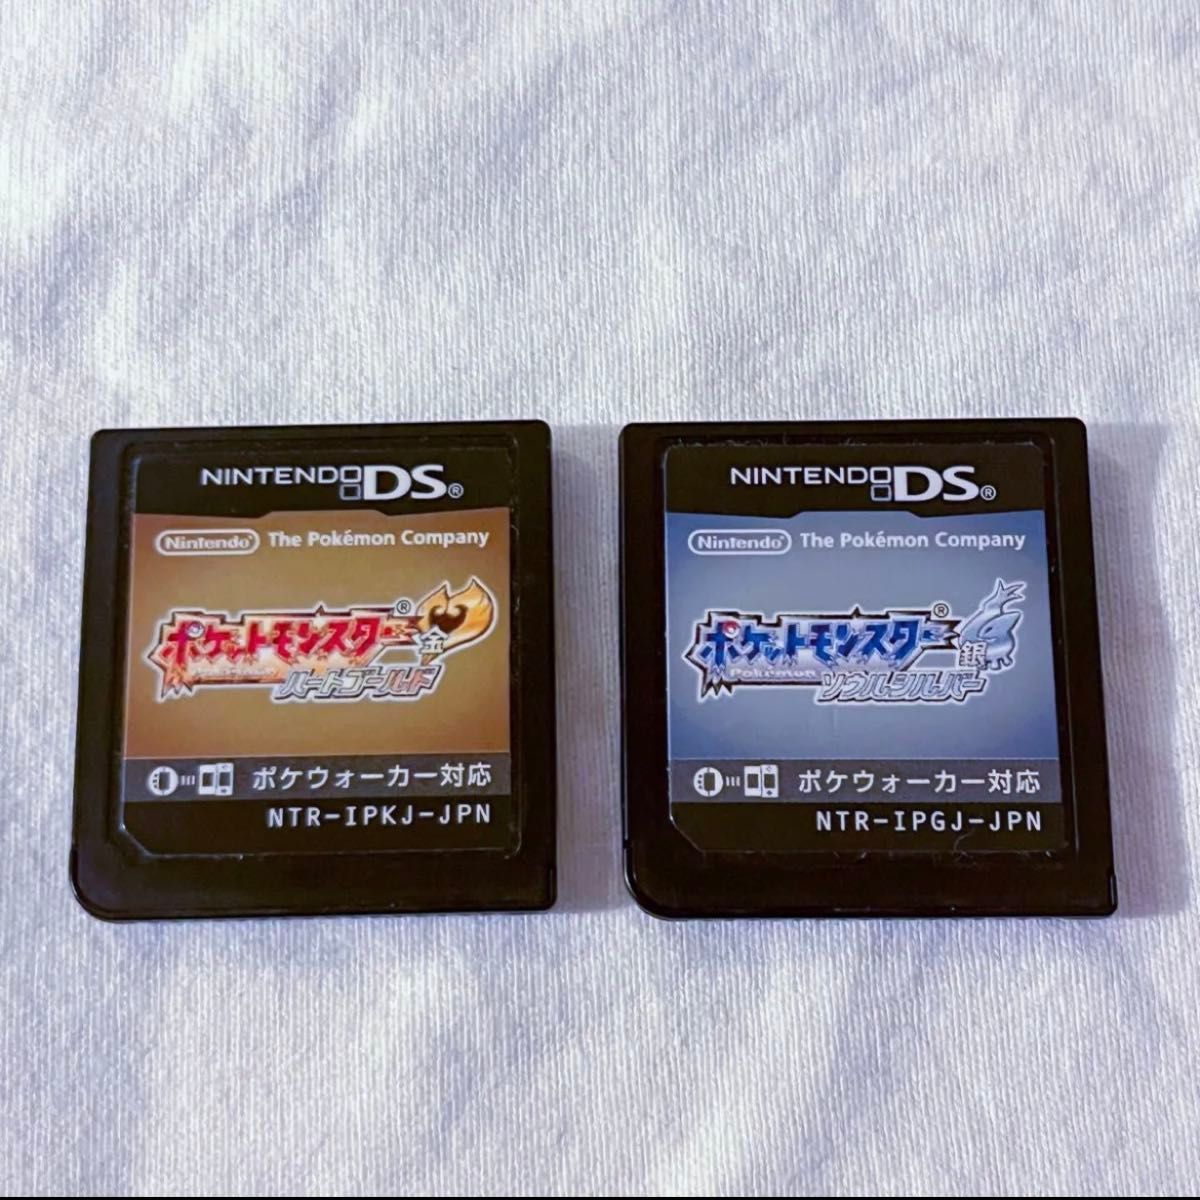 NINTENDO DS®
Nintendo® The Pokémon Company
ポケットモンスター®
金
ハートゴールド
ポケウォーカー対応
NTR-IPKJ-JPN
NINTENDO DS®
Nintendo® The Pokémon Company
ポケットモンスター®
Pokémon
銀
ソウルシルバー
ポケウォーカー対応
NTR-IPGJ-JPN